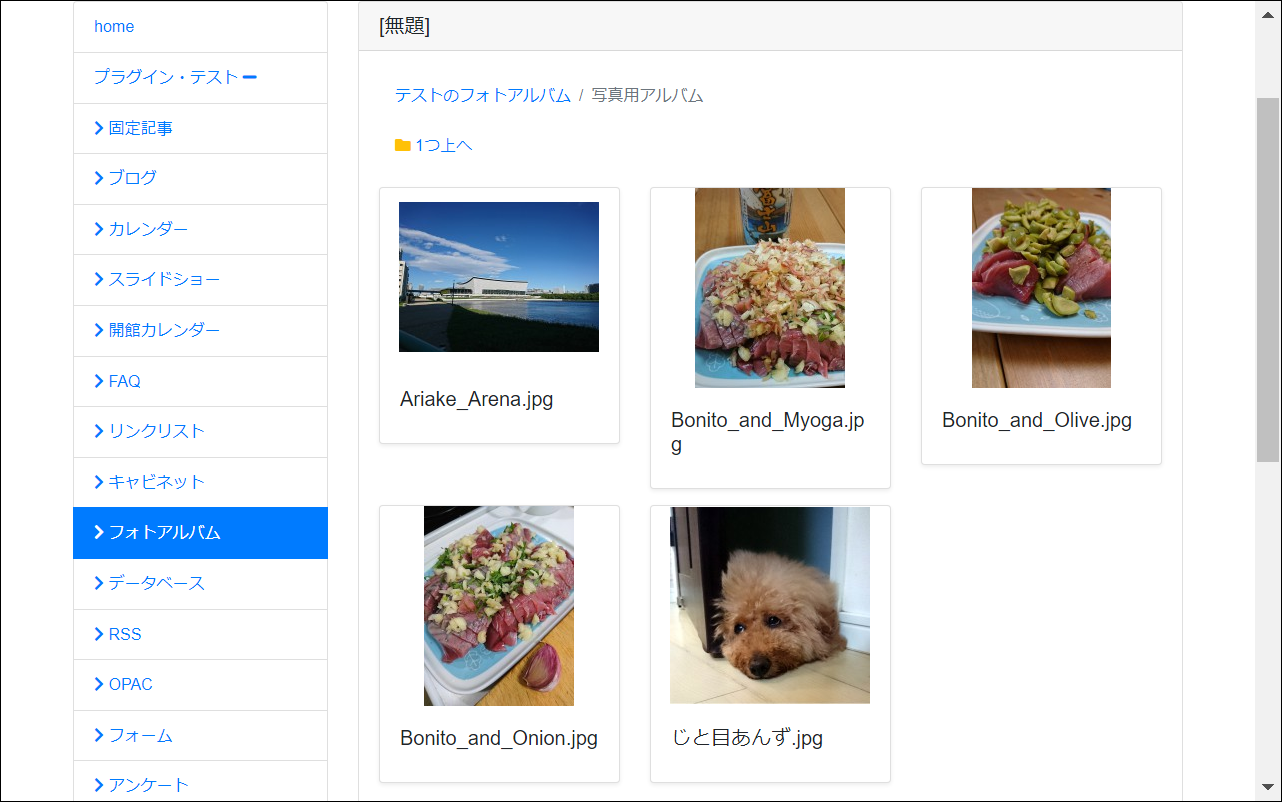 home
プラグイン・テスト
固定記事
ブログ
カレンダー
スライドショー
開館カレンダー
FAQ
リンクリスト
キャビネット
フォトアルバム
データベース
RSS
OPAC
フォーム
アンケート
[無題]
テストのフォトアルバム / 写真用アルバム
1つ上へ
富士山
Ariake_Arena.jpg
Bonito_and_Myoga.jp
g
Bonito_and_Olive.jpg
Bonito_and_Onion.jpg
じと目あんず.jpg